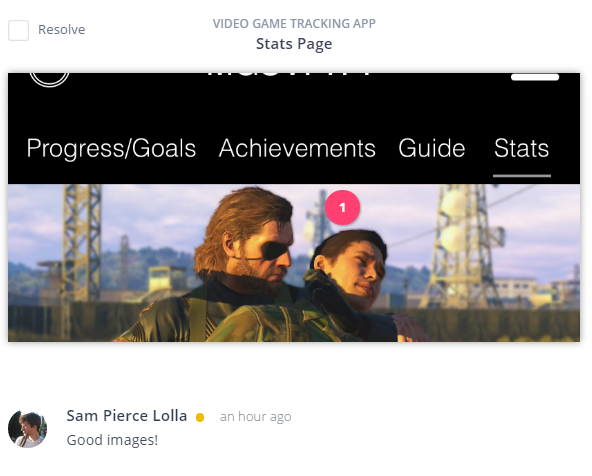 VIDEO GAME TRACKING APP
Resolve
Stats Page
Progress/Goals Achievements Guide Stats
1
Sam Pierce Lolla an hour ago
Good images!